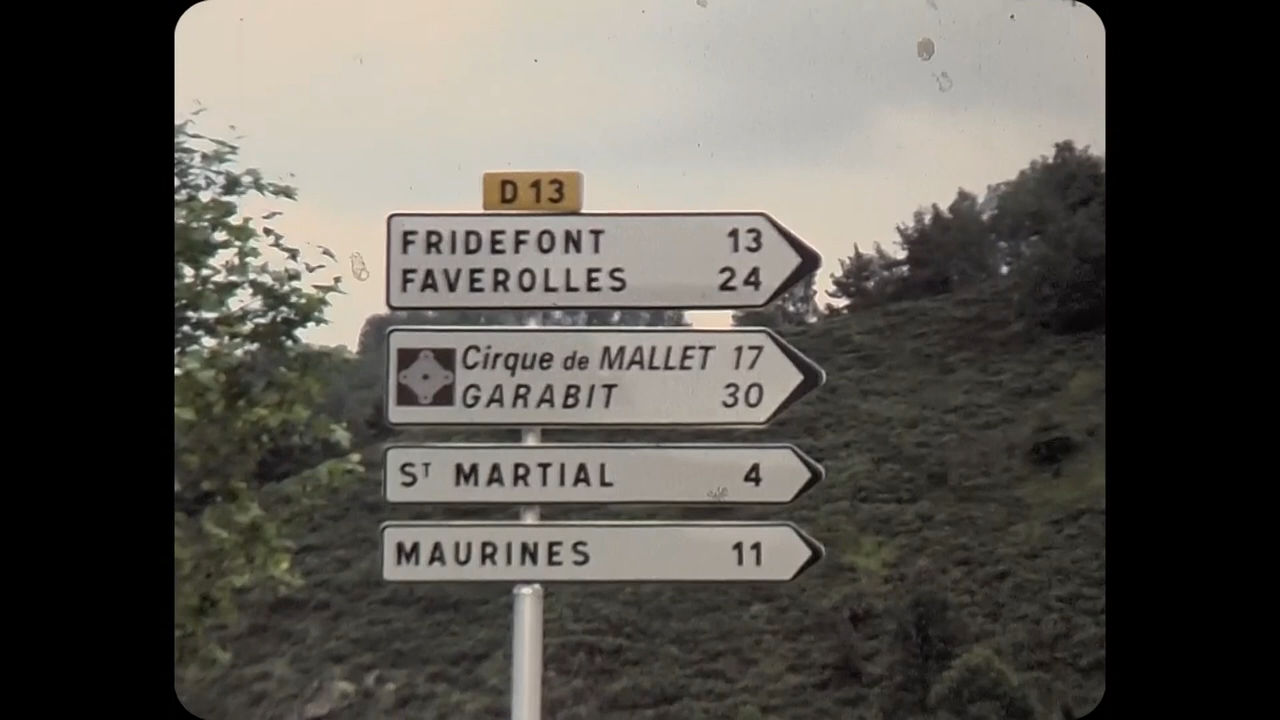 D 13
FRIDEFONT 13
FAVEROLLES 24
Cirque de MALLET 17
GARABIT 30
ST MARTIAL 4
MAURINES 11